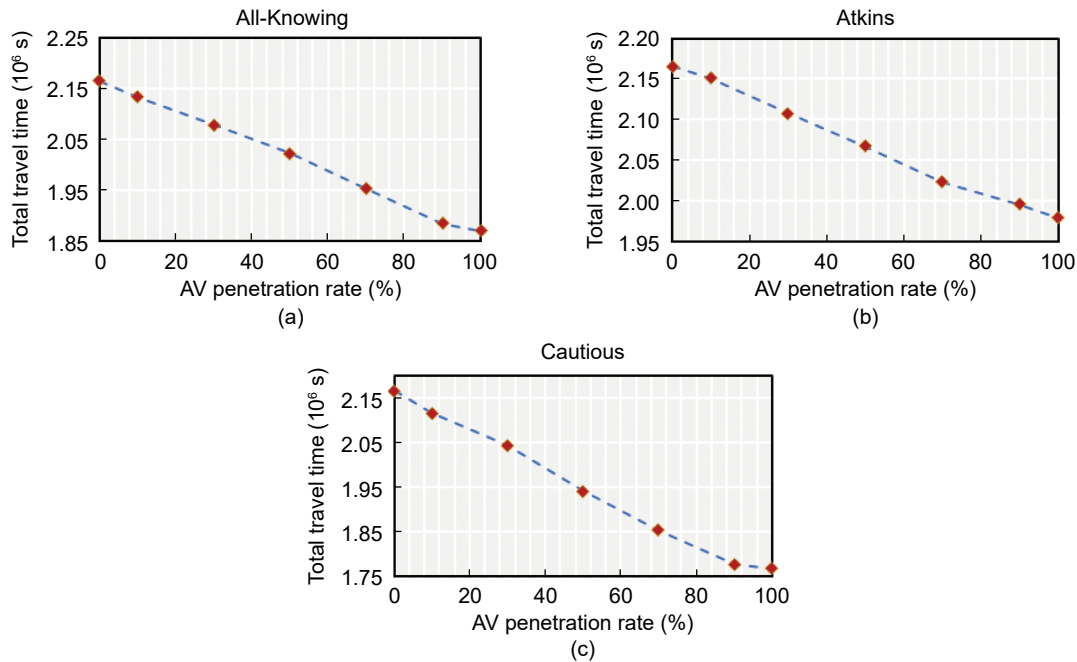 All-Knowing
Total travel time (10⁶ s)
2.25
2.15
2.05
1.95
1.85
0 20 40 60 80 100
AV penetration rate (%)
(a)
Atkins
Total travel time (10⁶ s)
2.20
2.15
2.10
2.05
2.00
1.95
0 20 40 60 80 100
AV penetration rate (%)
(b)
Cautious
Total travel time (10⁶ s)
2.15
2.05
1.95
1.85
1.75
0 20 40 60 80 100
AV penetration rate (%)
(c)